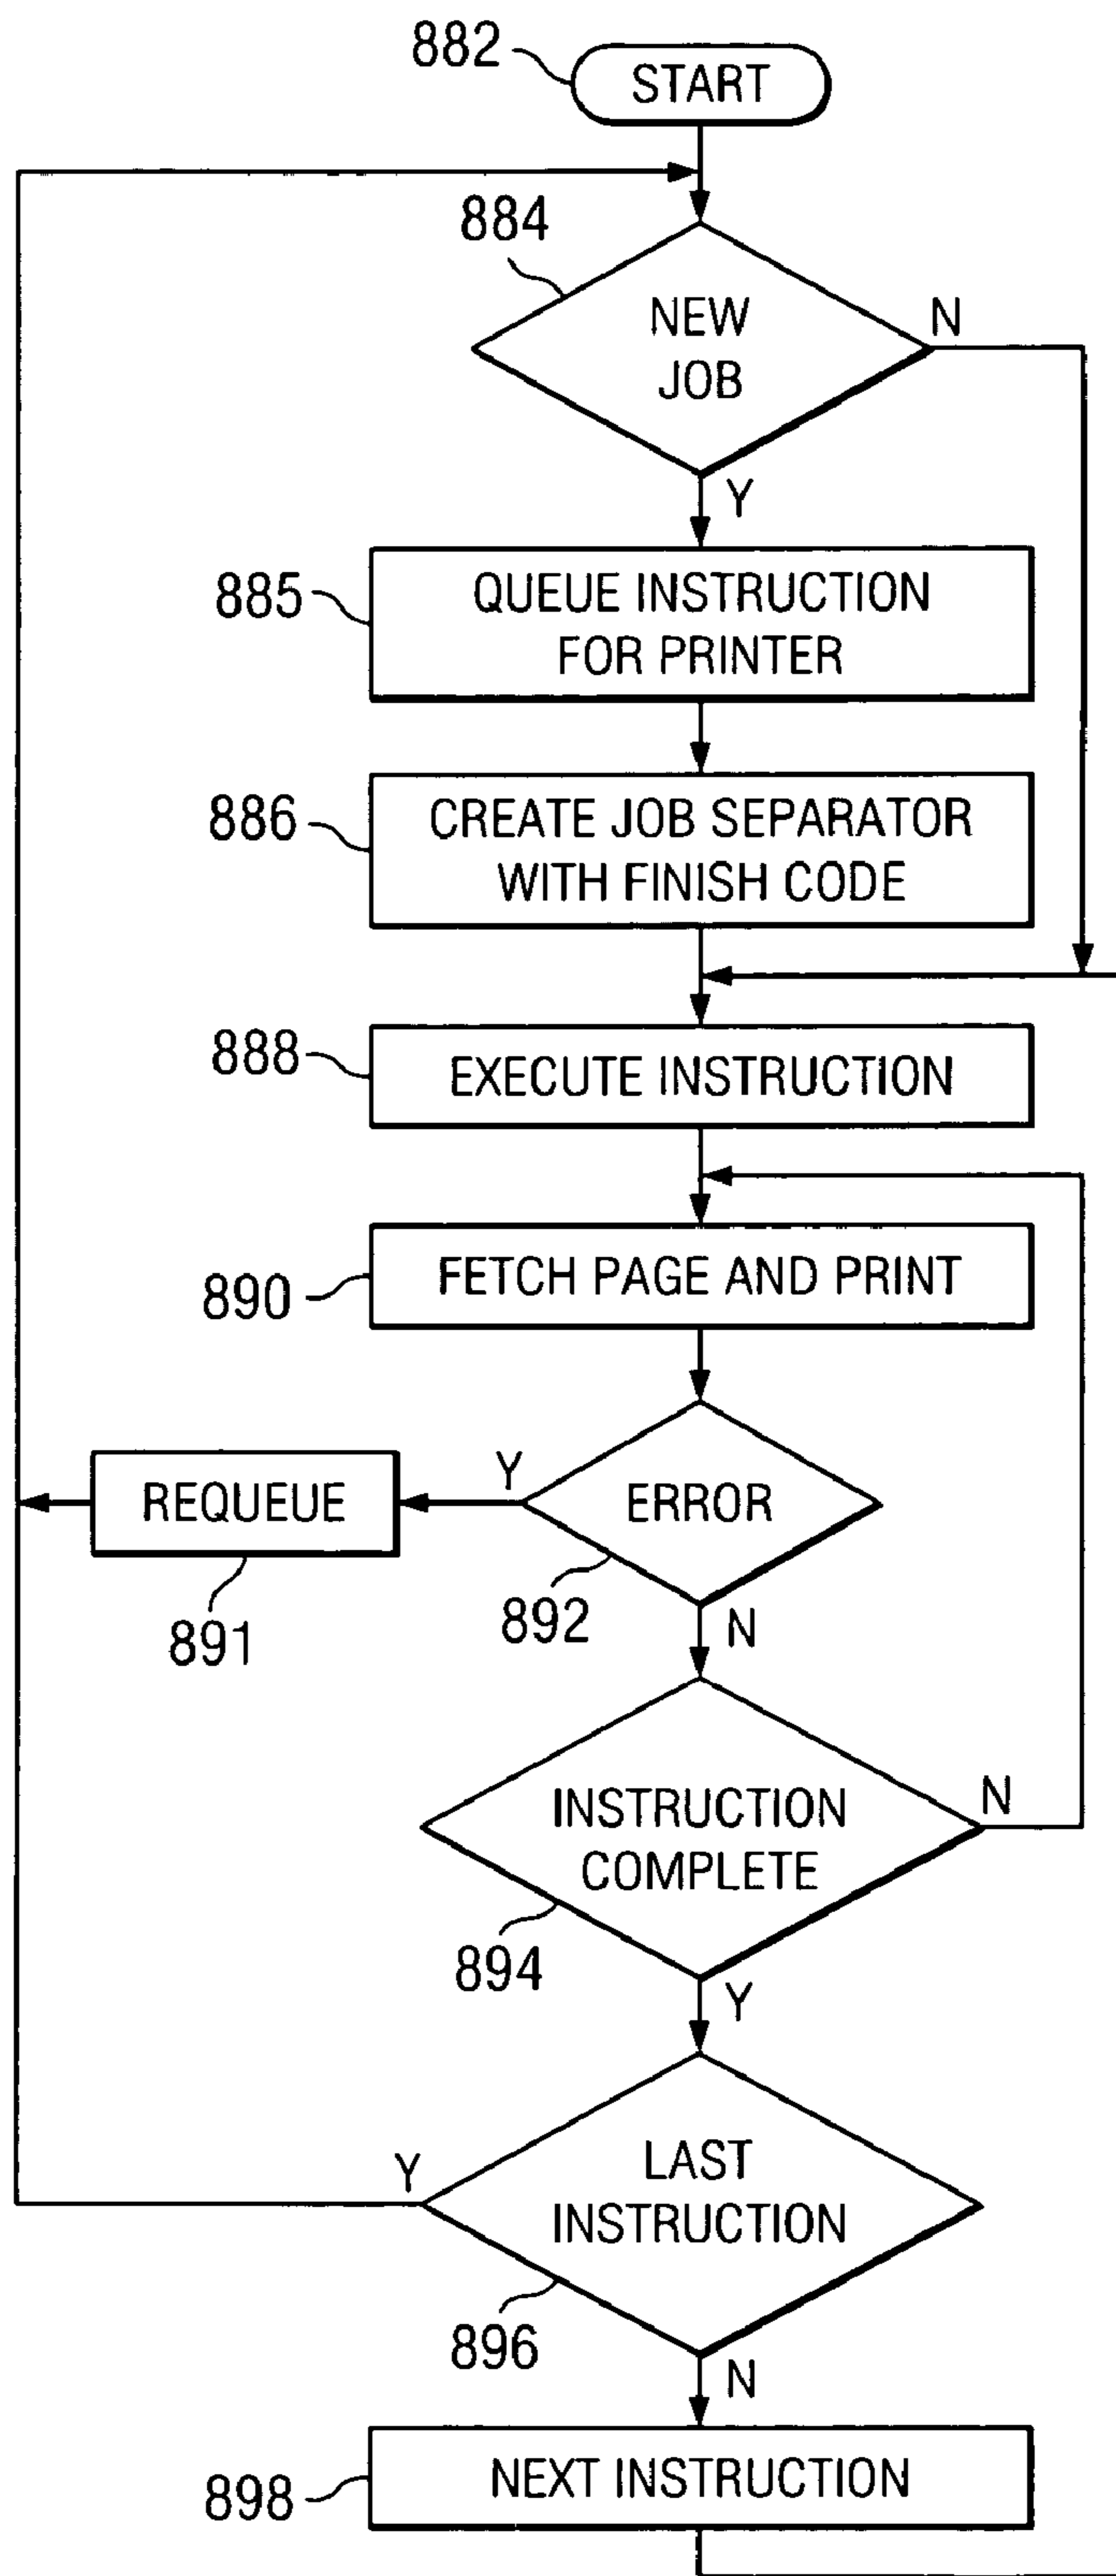 882
START
884
NEW
JOB
N
Y
885
QUEUE INSTRUCTION
FOR PRINTER
886
CREATE JOB SEPARATOR
WITH FINISH CODE
888
EXECUTE INSTRUCTION
890
FETCH PAGE AND PRINT
REQUEUE
891
Y
ERROR
892
N
INSTRUCTION
COMPLETE
N
894
Y
Y
LAST
INSTRUCTION
896
N
898
NEXT INSTRUCTION